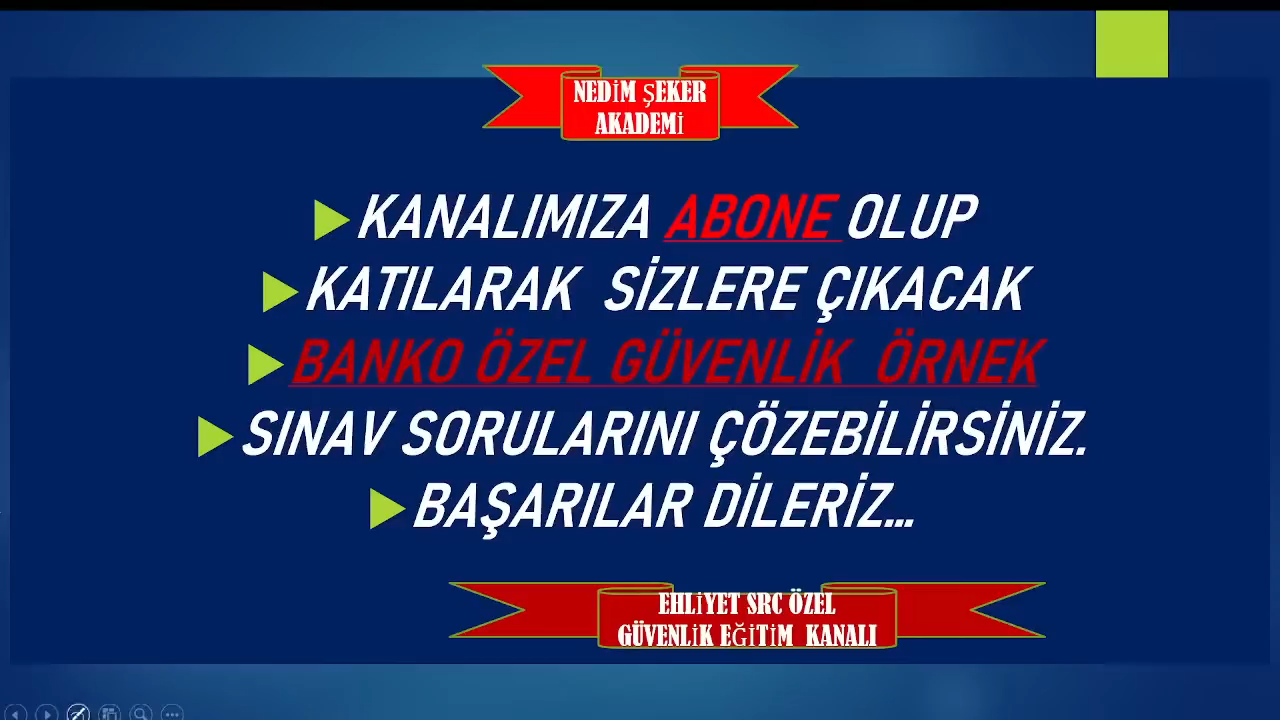 NEDİM ŞEKER
AKADEMİ
KANALIMIZA ABONE OLUP
KATILARAK SİZLERE ÇIKACAK
BANKO ÖZEL GÜVENLİK ÖRNEK
SINAV SORULARINI ÇÖZEBİLİRSİNİZ.
BAŞARILAR DİLERİZ...
EHLİYET SRC ÖZEL
GÜVENLİK EĞİTİM KANALI